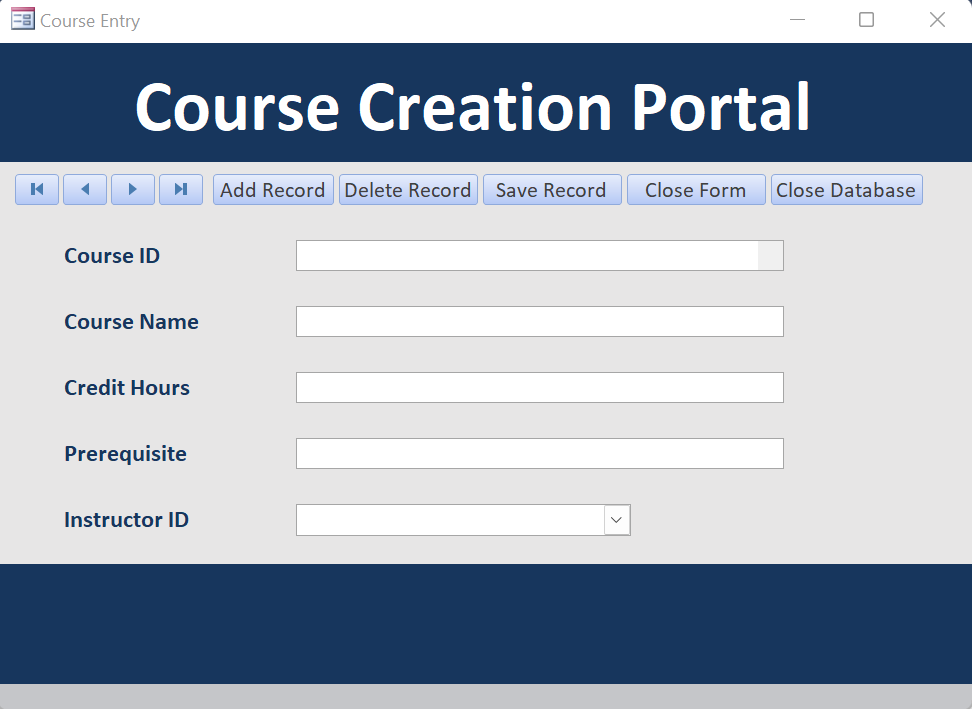 Course Entry
Course Creation Portal
Add Record Delete Record Save Record Close Form Close Database
Course ID
Course Name
Credit Hours
Prerequisite
Instructor ID